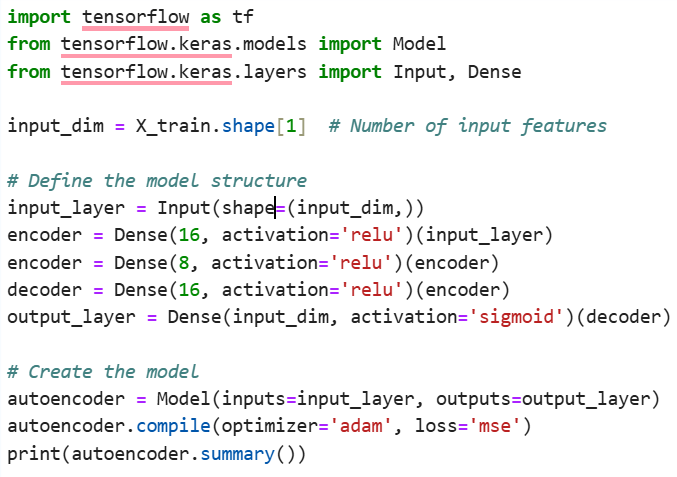 import tensorflow as tf
from tensorflow.keras.models import Model
from tensorflow.keras.layers import Input, Dense
input_dim = X_train.shape[1]  # Number of input features
# Define the model structure
input_layer = Input(shape=(input_dim,))
encoder = Dense(16, activation='relu')(input_layer)
encoder = Dense(8, activation='relu')(encoder)
decoder = Dense(16, activation='relu')(encoder)
output_layer = Dense(input_dim, activation='sigmoid')(decoder)
# Create the model
autoencoder = Model(inputs=input_layer, outputs=output_layer)
autoencoder.compile(optimizer='adam', loss='mse')
print(autoencoder.summary())